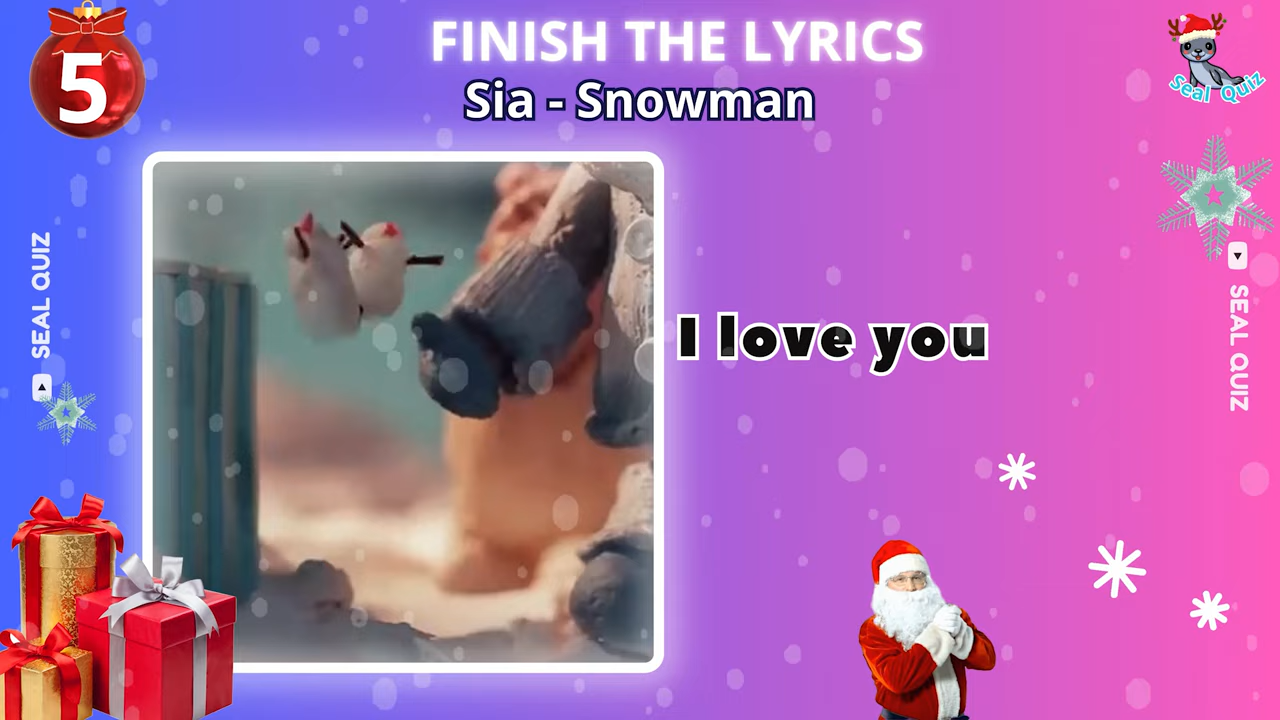 5
FINISH THE LYRICS
Sia - Snowman
Seal Quiz
SEAL QUIZ
I love you
SEAL QUIZ